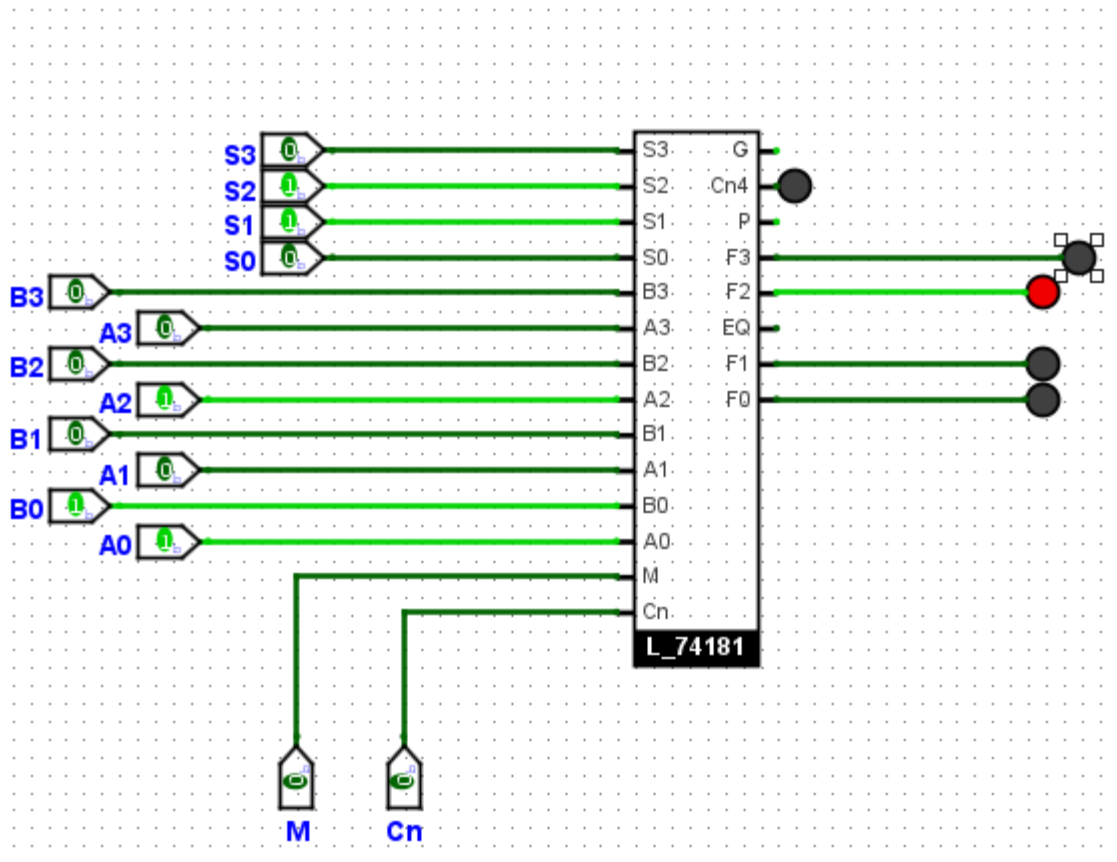 S3 0 S3 G
S2 1 S2 Cn4
S1 1 S1 P
S0 0 S0 F3
B3 0 B3 F2
A3 0 A3 EQ
B2 0 B2 F1
A2 1 A2 F0
B1 0 B1
A1 0 A1
B0 1 B0
A0 1 A0
M
Cn
L_74181
0 0
M Cn